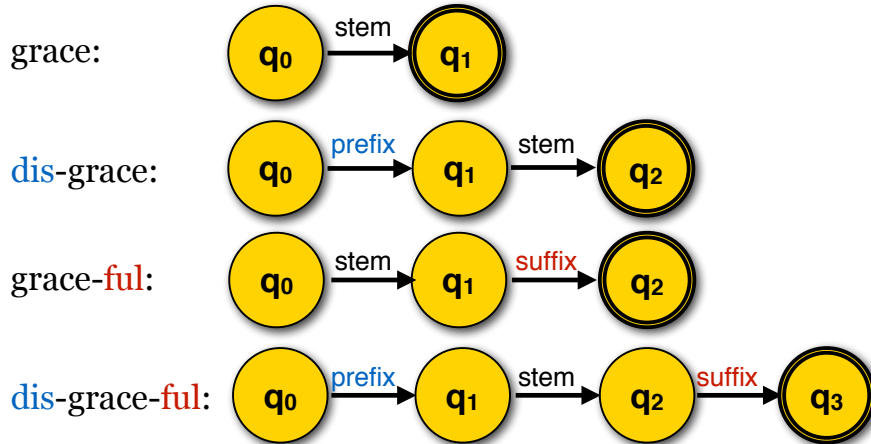 grace: q0 stem q1
dis-grace: q0 prefix q1 stem q2
grace-ful: q0 stem q1 suffix q2
dis-grace-ful: q0 prefix q1 stem q2 suffix q3